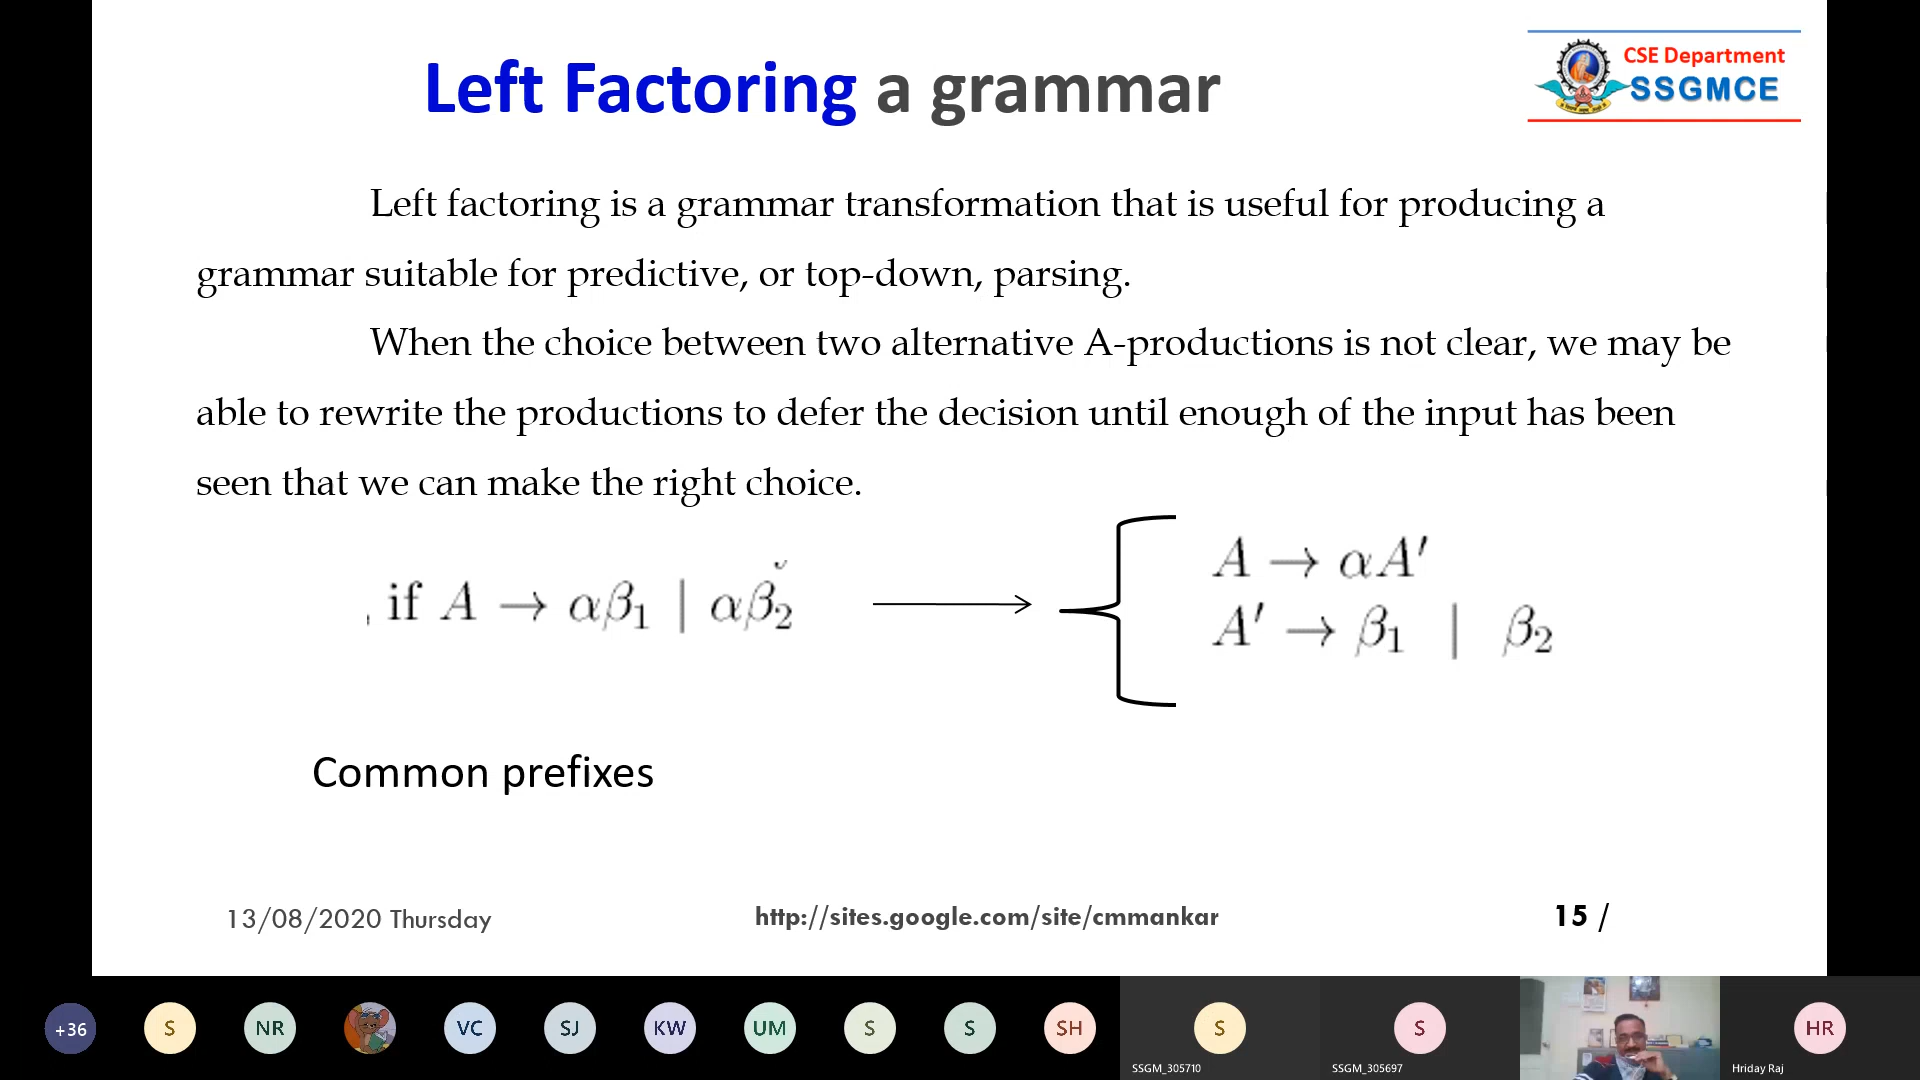 Left Factoring a grammar
CSE Department
SSGMCE
Left factoring is a grammar transformation that is useful for producing a
grammar suitable for predictive, or top-down, parsing.
When the choice between two alternative A-productions is not clear, we may be
able to rewrite the productions to defer the decision until enough of the input has been
seen that we can make the right choice.
if A → αβ₁ | αβ₂
A → αA′
A′ → β₁ | β₂
Common prefixes
13/08/2020 Thursday
http://sites.google.com/site/cmmankar
15 /
+36
S
NR
VC
SJ
KW
UM
S
S
SH
S
SSGM_305710
S
SSGM_305697
HR
Hriday Raj